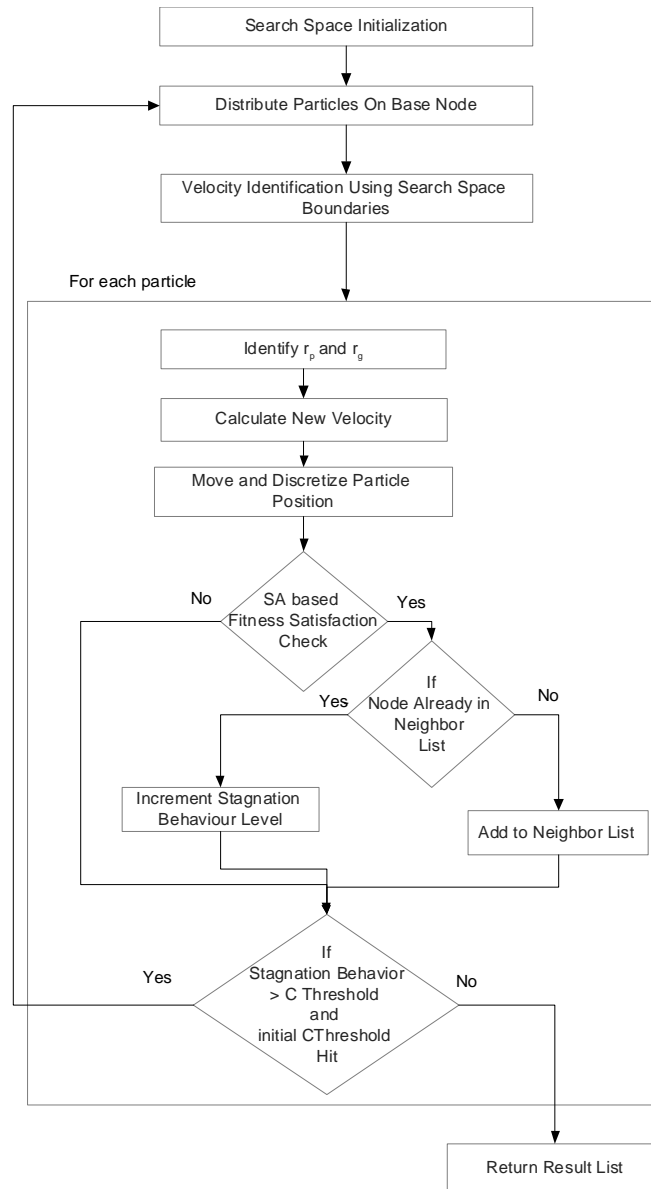 Search Space Initialization
Distribute Particles On Base Node
Velocity Identification Using Search Space
Boundaries
For each particle
Identify rp and rg
Calculate New Velocity
Move and Discretize Particle
Position
No
SA based
Fitness Satisfaction
Check
Yes
If
Node Already in
Neighbor
List
Yes
No
Increment Stagnation
Behaviour Level
Add to Neighbor List
Yes
If
Stagnation Behavior
> C Threshold
and
initial CThreshold
Hit
No
Return Result List